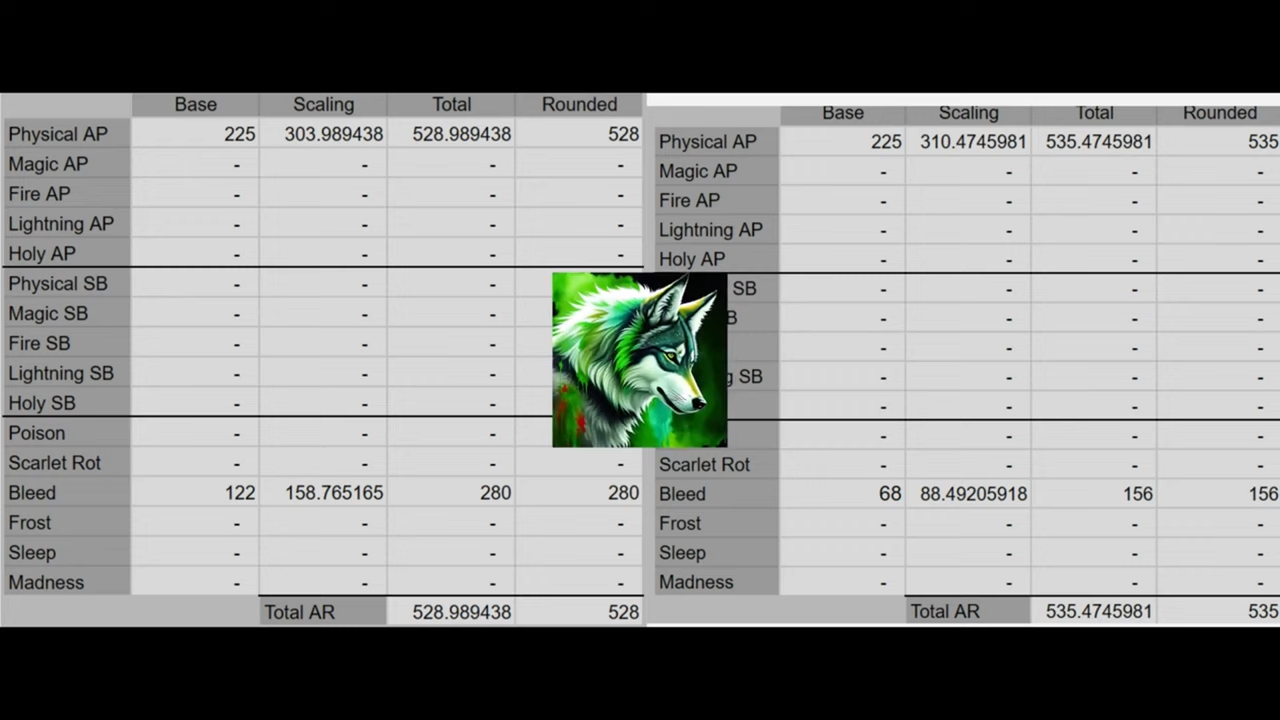 Base Scaling Total Rounded
Physical AP 225 303.989438 528.989438 528
Magic AP - - - -
Fire AP - - - -
Lightning AP - - - -
Holy AP - - - -
Physical SB - - -
Magic SB - - -
Fire SB - - -
Lightning SB - - -
Holy SB - - -
Poison - - -
Scarlet Rot - - - -
Bleed 122 158.765165 280 280
Frost - - - -
Sleep - - - -
Madness - - - -
Total AR 528.989438 528
Base Scaling Total Rounded
Physical AP 225 310.4745981 535.4745981 535
Magic AP - - - -
Fire AP - - - -
Lightning AP - - - -
Holy AP - - - -
SB - - - -
B - - - -
- - - -
g SB - - - -
- - - -
- - - -
Scarlet Rot - - - -
Bleed 68 88.49205918 156 156
Frost - - - -
Sleep - - - -
Madness - - - -
Total AR 535.4745981 535